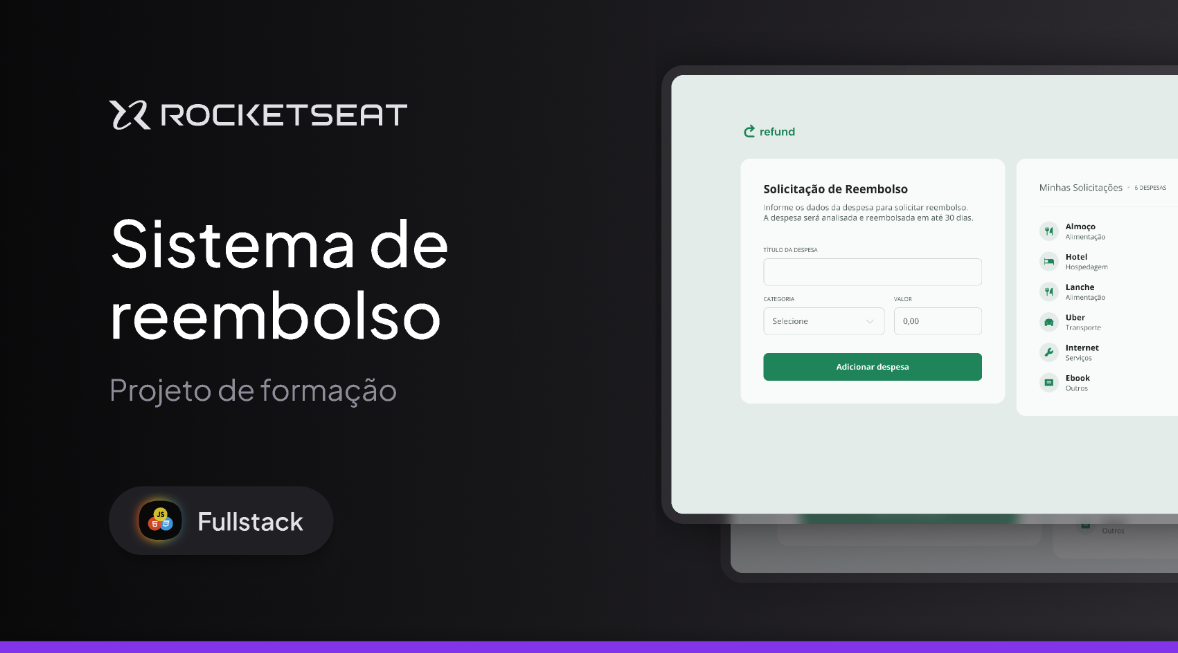 ROCKETSEAT
Sistema de
reembolso
Projeto de formação
JS
Fullstack
refund
Solicitação de Reembolso
Informe os dados da despesa para solicitar reembolso.
A despesa será analisada e reembolsada em até 30 dias.
TÍTULO DA DESPESA
CATEGORIA
VALOR
Selecione
0,00
Adicionar despesa
Minhas Solicitações
6 DESPESAS
Almoço
Alimentação
Hotel
Hospedagem
Lanche
Alimentação
Uber
Transporte
Internet
Serviços
Ebook
Outros
Outros